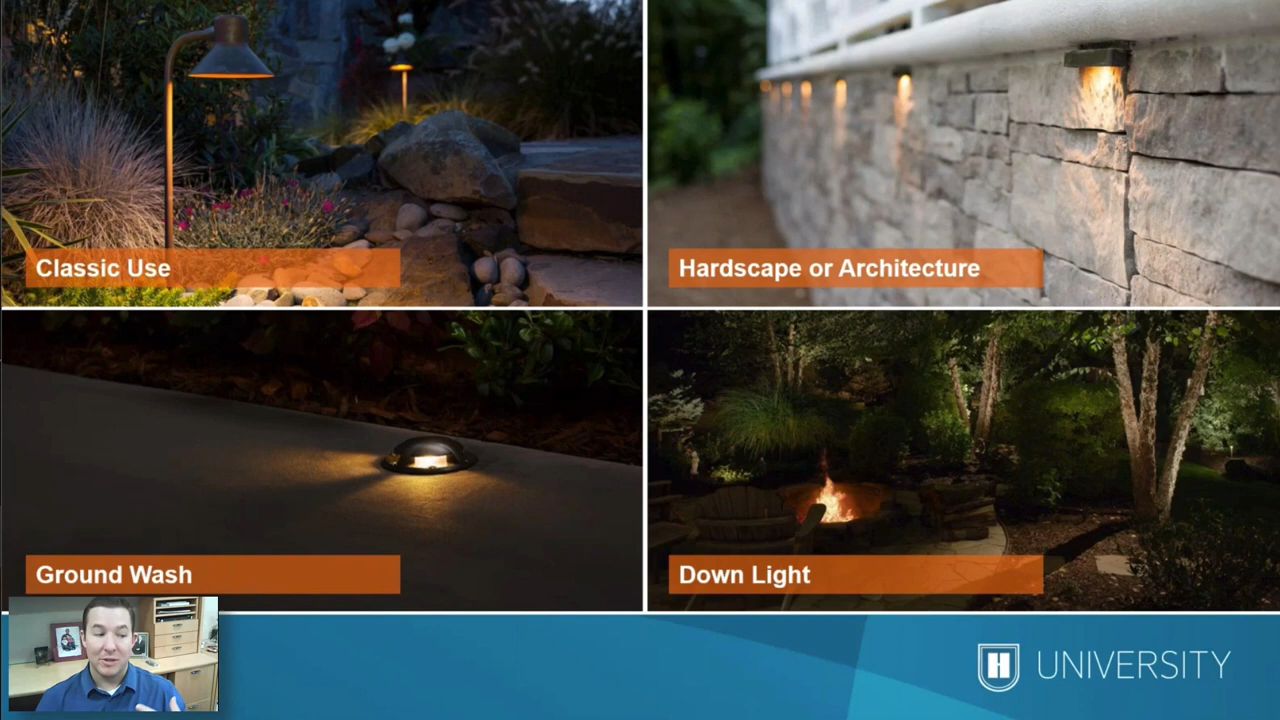 Classic Use
Hardscape or Architecture
Ground Wash
Down Light
H UNIVERSITY